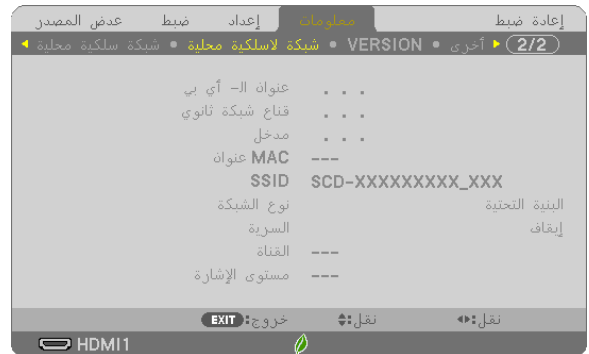 عدض المصدر ضبط إعداد معلومات إعادة ضبط
◄ شبكة سلكية محلية • شبكة لاسلكية محلية • VERSION • أخرى ► 2/2
عنوان الـ- أي بي . . .
قناع شبكة ثانوي . . .
مدخل . . .
MAC عنوان ---
SSID SCD-XXXXXXXXX_XXX
نوع الشبكة البنية التحتية
السرية إيقاف
القناة ---
مستوى الإشارة ---
EXIT :خروج نقل: نقل:
HDMI1